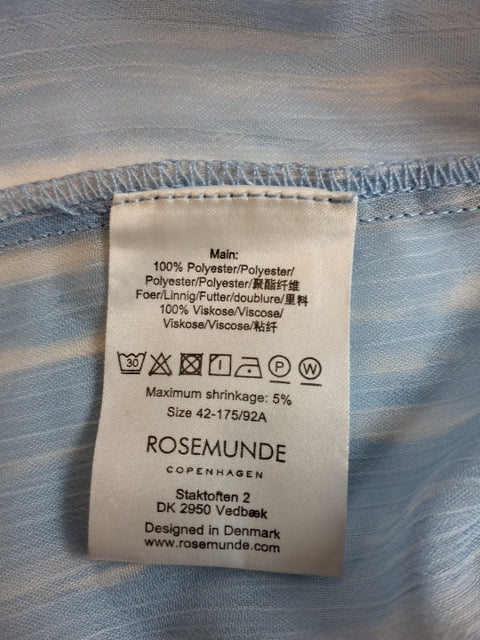 Main:
100% Polyester/Polyester/
Polyester/Polyester/聚酯纤维
Foer/Linnig/Futter/doublure/里料
100% Viskose/Viscose/
Viskose/Viscose/粘纤
30 P W
Maximum shrinkage: 5%
Size 42-175/92A
ROSEMUNDE
COPENHAGEN
Staktoften 2
DK 2950 Vedbæk
Designed in Denmark
www.rosemunde.com